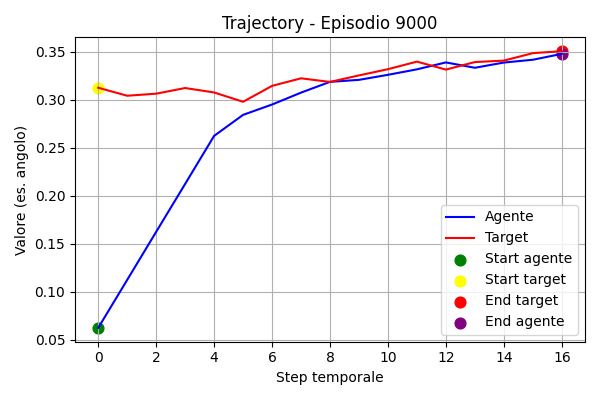 Trajectory - Episodio 9000
Valore (es. angolo)
0.35
0.30
0.25
0.20
0.15
0.10
0.05
Agente
Target
Start agente
Start target
End target
End agente
0 2 4 6 8 10 12 14 16
Step temporale